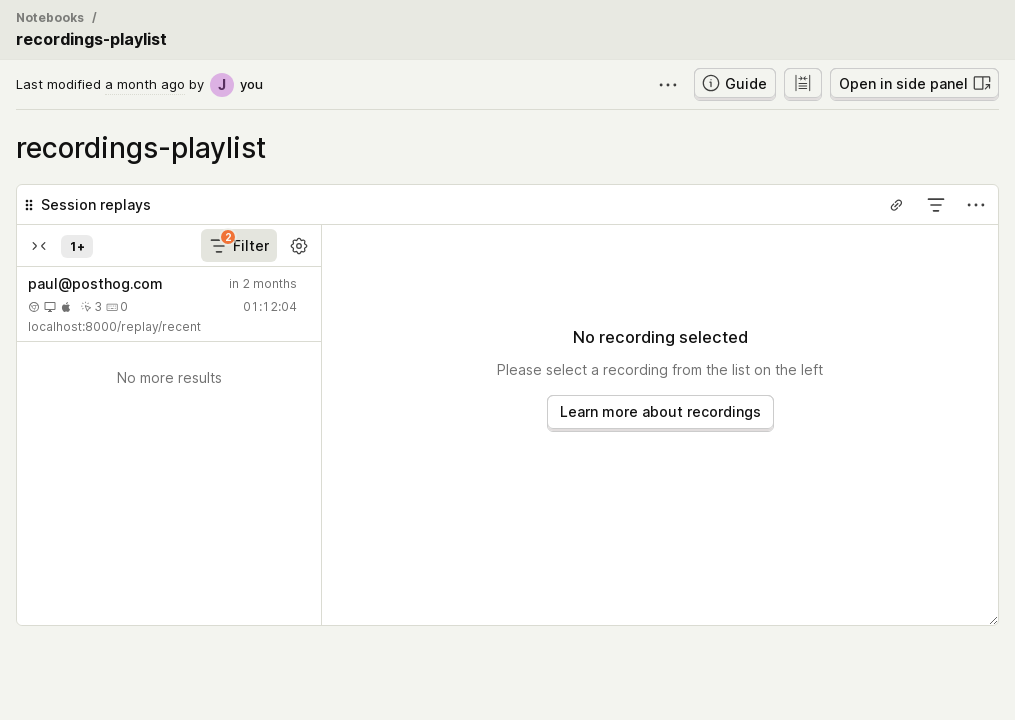 Notebooks /
recordings-playlist
Last modified a month ago by J you
Guide
Open in side panel
recordings-playlist
Session replays
1+
2
Filter
paul@posthog.com
in 2 months
3 0
01:12:04
localhost:8000/replay/recent
No more results
No recording selected
Please select a recording from the list on the left
Learn more about recordings